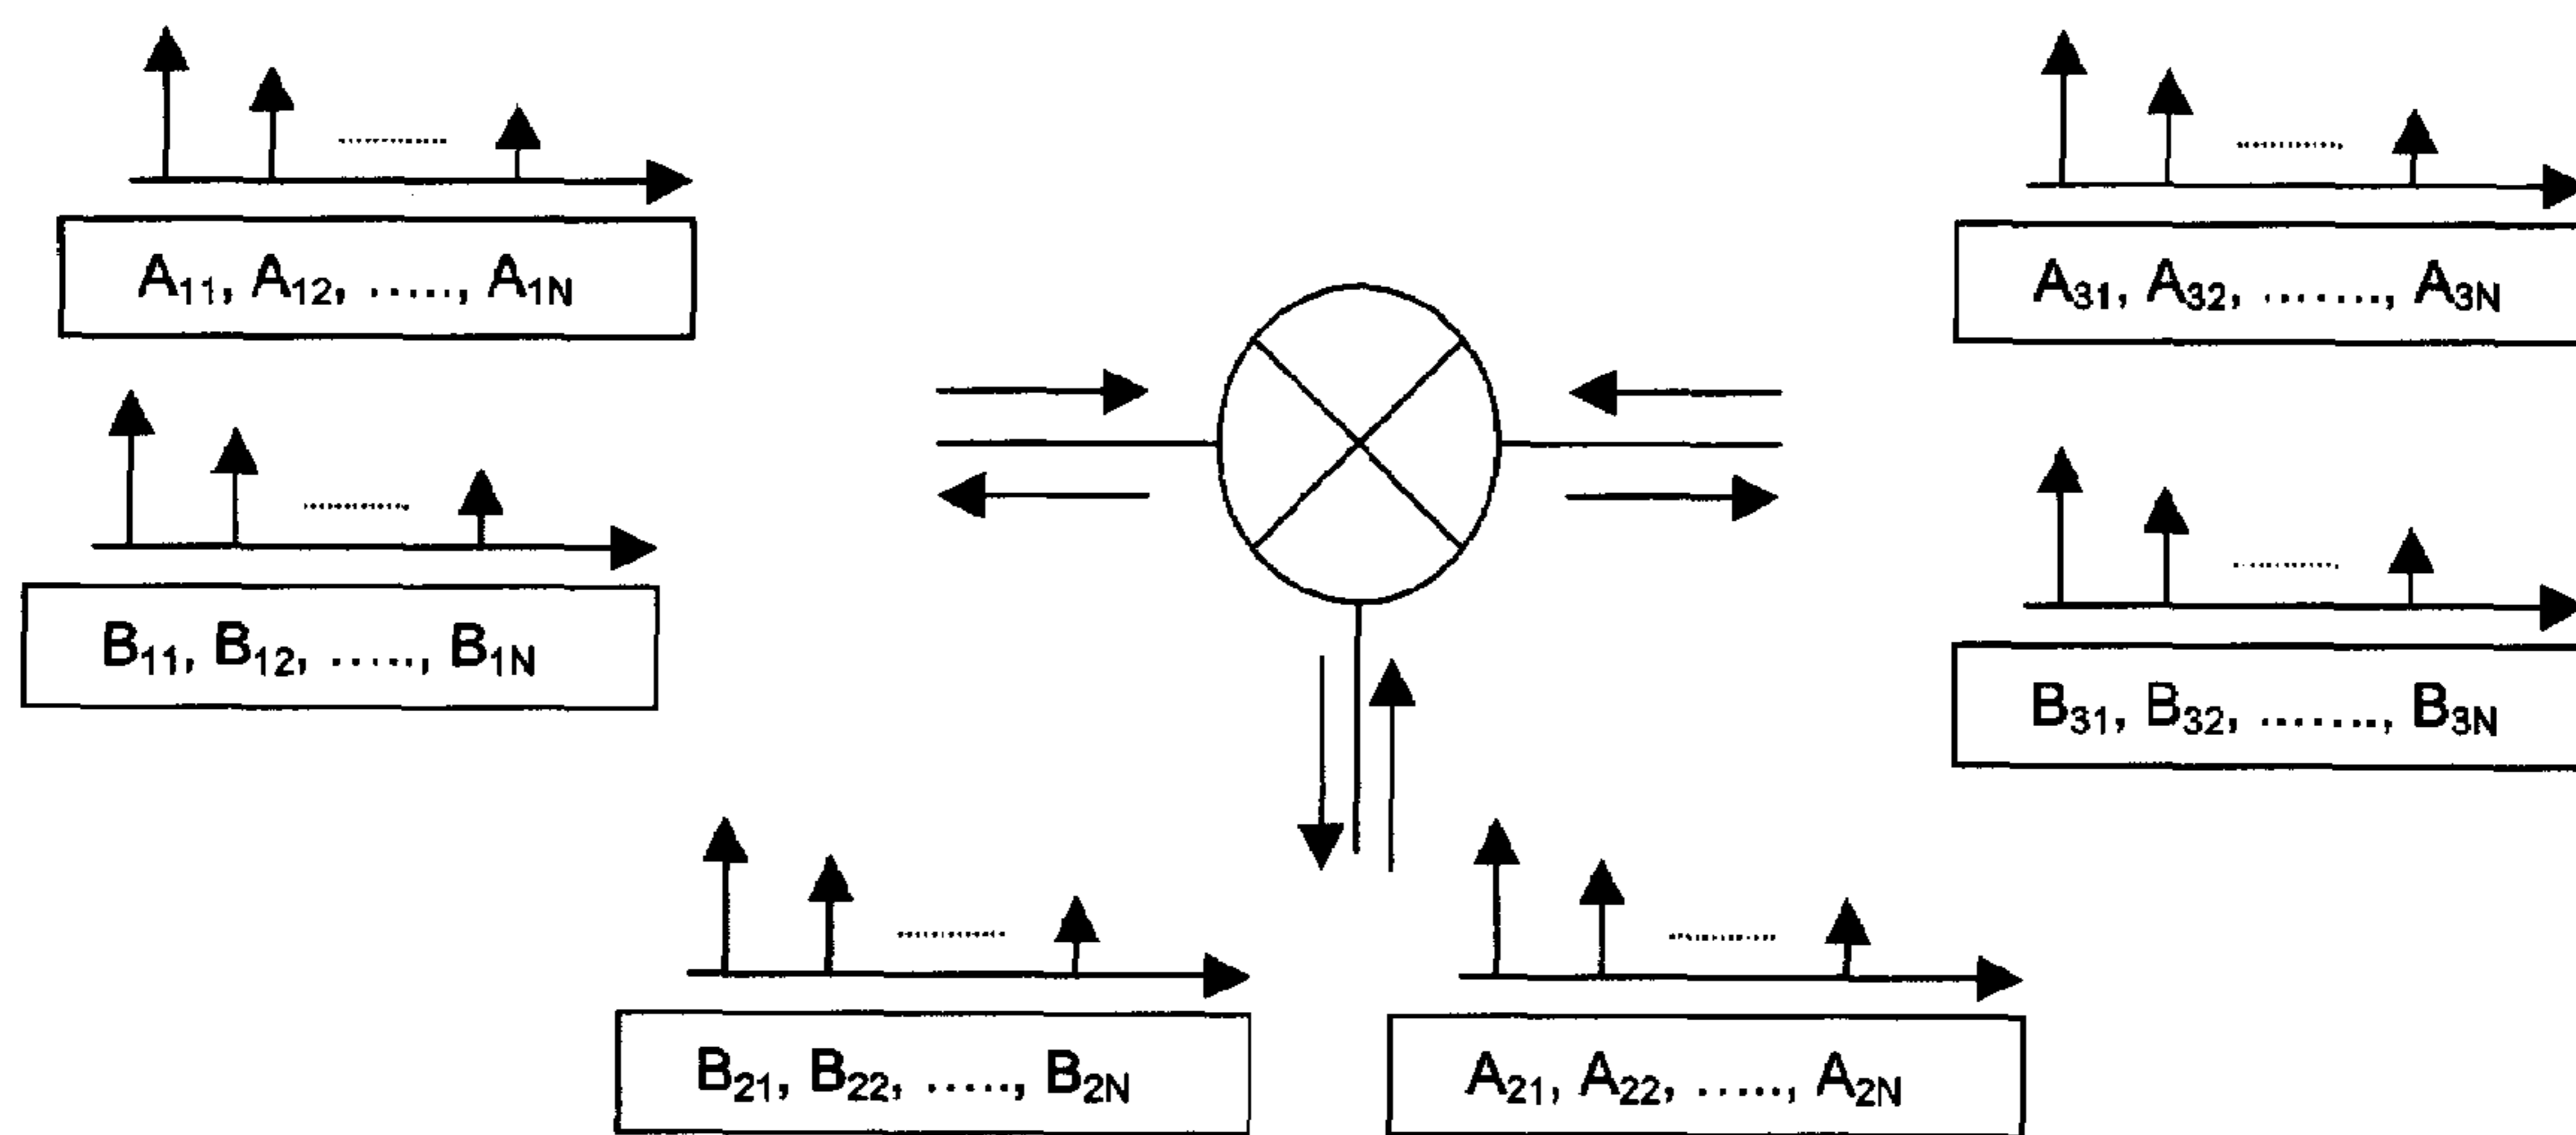 A₁₁, A₁₂, ....., A₁N
A₃₁, A₃₂, ......., A₃N
B₁₁, B₁₂, ....., B₁N
B₃₁, B₃₂, ......., B₃N
B₂₁, B₂₂, ....., B₂N
A₂₁, A₂₂, ....., A₂N